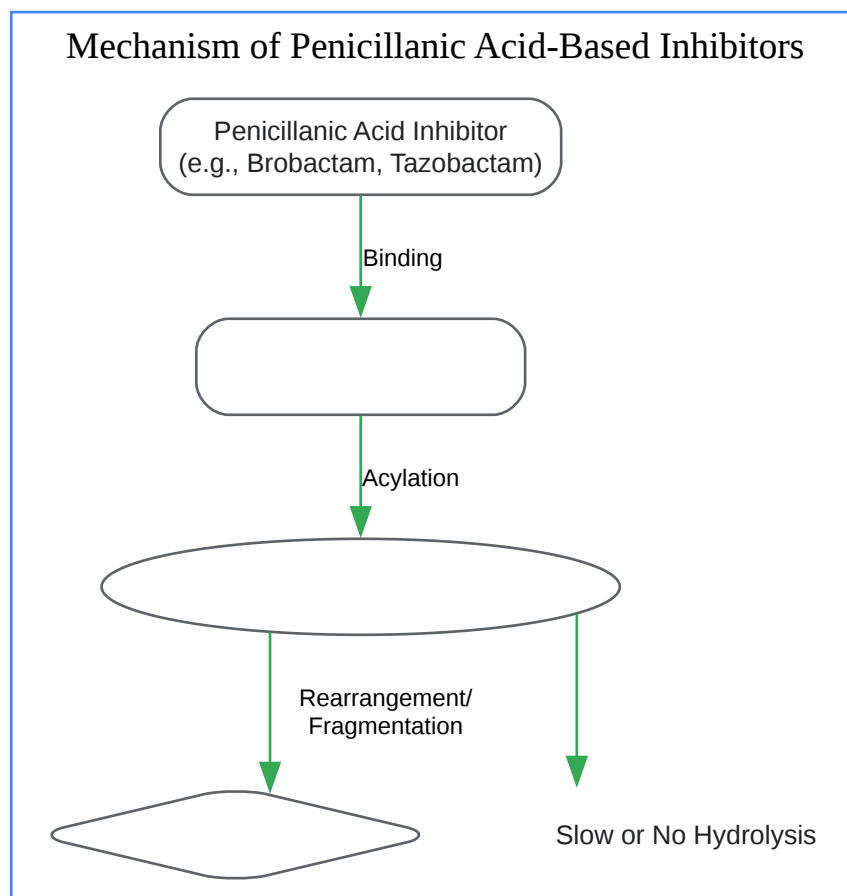 Mechanism of Penicillanic Acid-Based Inhibitors
Penicillanic Acid Inhibitor
(e.g., Brobactam, Tazobactam)
Binding
Acylation
Rearrangement/
Fragmentation
Slow or No Hydrolysis